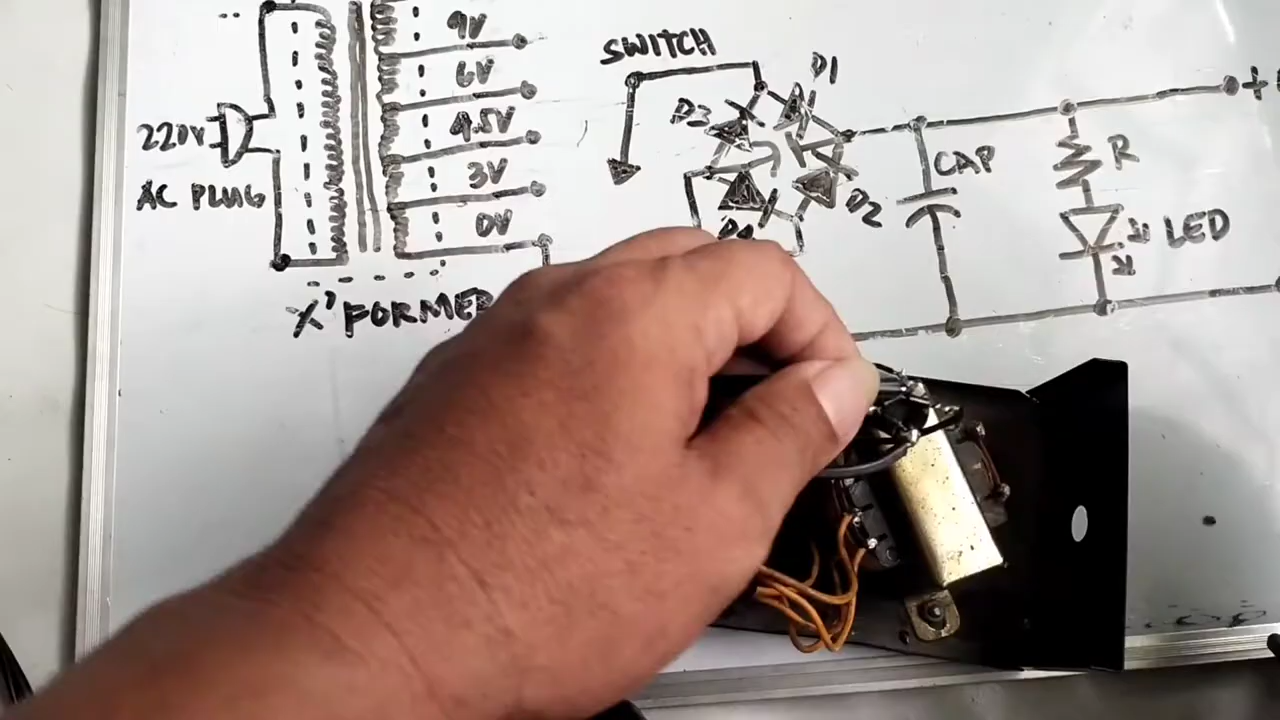 220V
AC PLUG
9V
6V
4.5V
3V
0V
X'FORMER
SWITCH
D1
D3
D2
CAP
R
LED
+